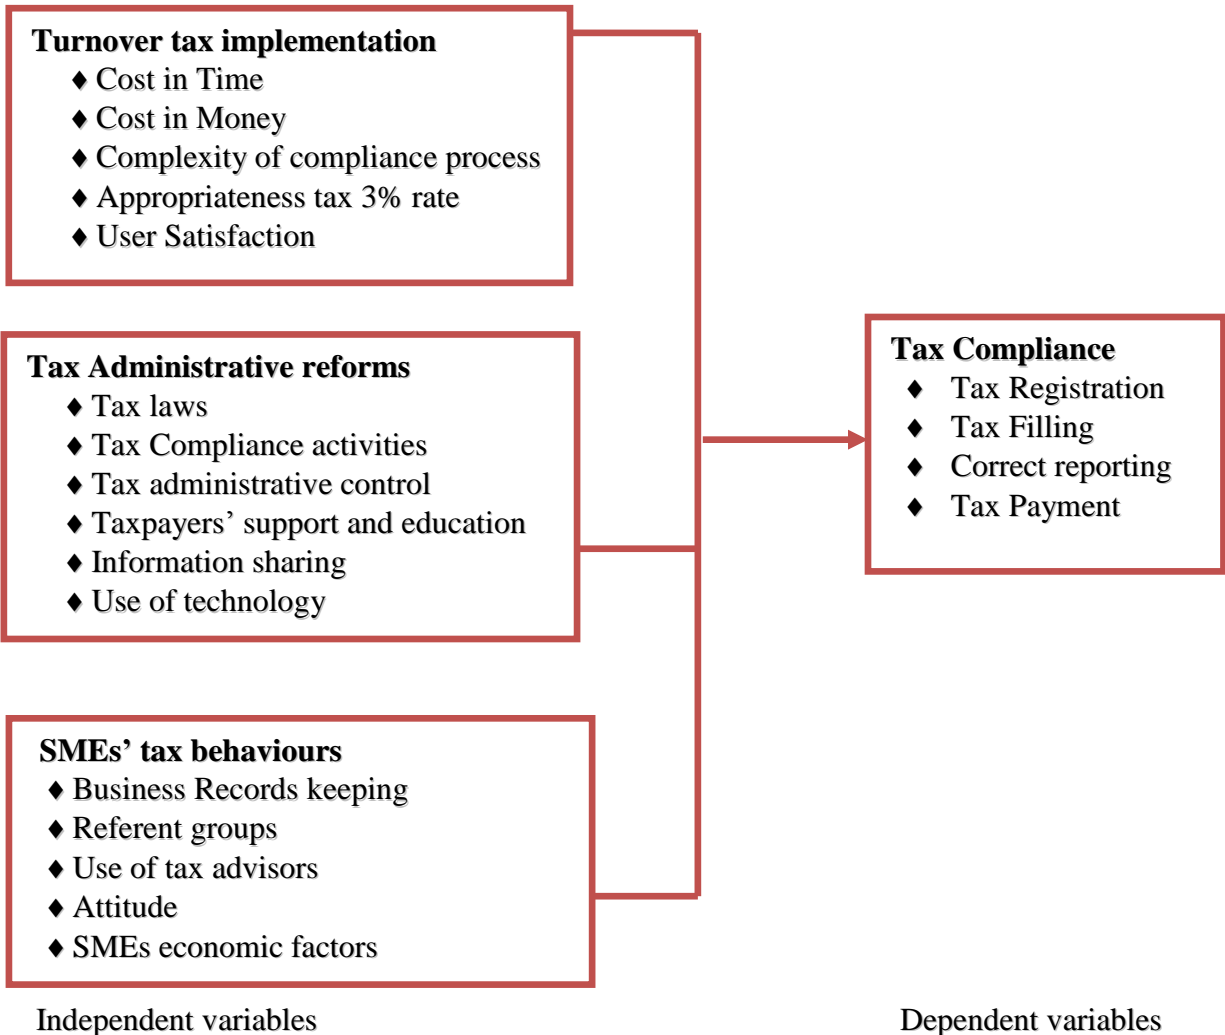 Turnover tax implementation
♦ Cost in Time
♦ Cost in Money
♦ Complexity of compliance process
♦ Appropriateness tax 3% rate
♦ User Satisfaction
Tax Administrative reforms
♦ Tax laws
♦ Tax Compliance activities
♦ Tax administrative control
♦ Taxpayers’ support and education
♦ Information sharing
♦ Use of technology
SMEs’ tax behaviours
♦ Business Records keeping
♦ Referent groups
♦ Use of tax advisors
♦ Attitude
♦ SMEs economic factors
Independent variables
Tax Compliance
♦ Tax Registration
♦ Tax Filling
♦ Correct reporting
♦ Tax Payment
Dependent variables